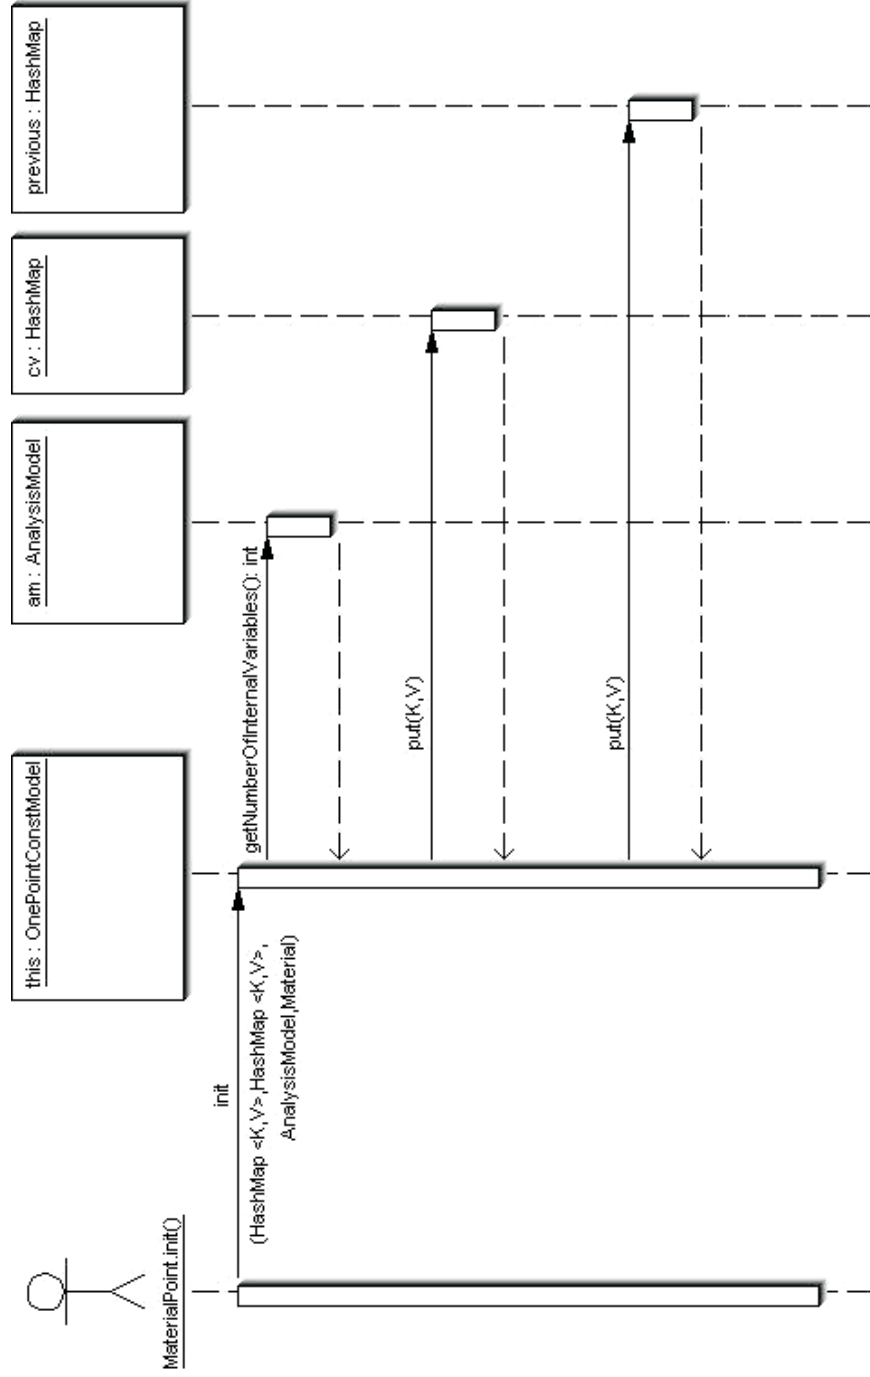 MaterialPoint.init()
this : OnePointConstModel
am : AnalysisModel
cv : HashMap
previous : HashMap
init
(HashMap <K,V>,HashMap <K,V>,
AnalysisModel,Material)
getNumberOfInternalVariables(): int
put(K,V)
put(K,V)